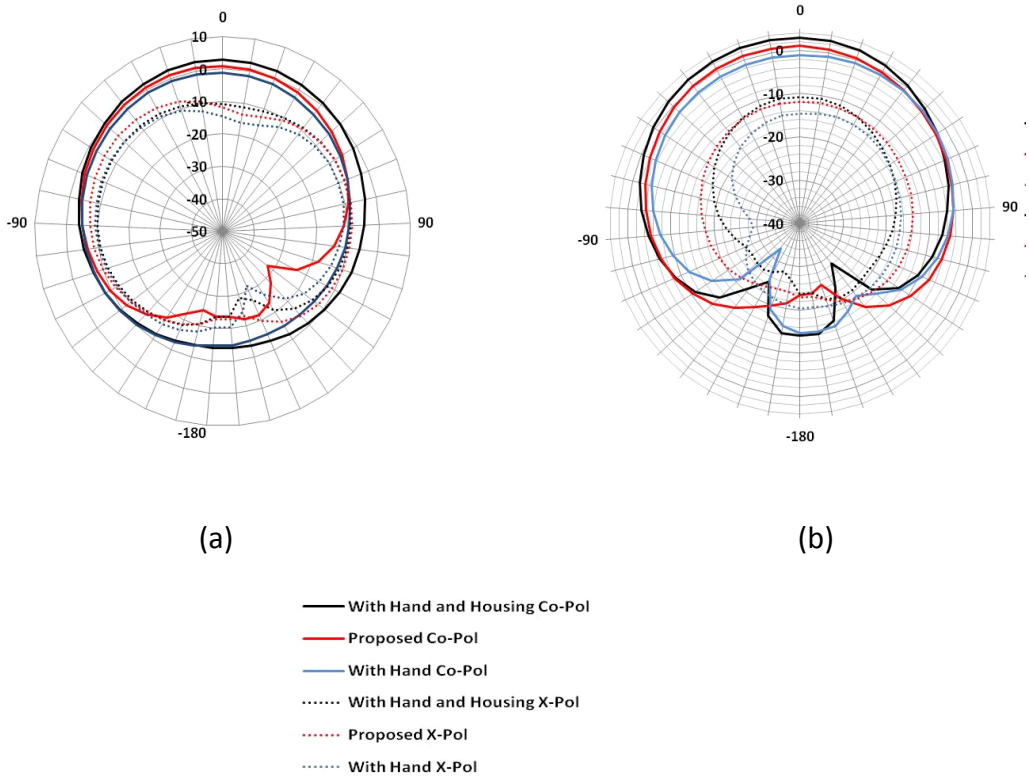 0
10
0
-10
-20
-30
-40
-50
-90
90
-180
(a)
0
0
-10
-20
-30
-40
-90
90
-180
(b)
With Hand and Housing Co-Pol
Proposed Co-Pol
With Hand Co-Pol
With Hand and Housing X-Pol
Proposed X-Pol
With Hand X-Pol